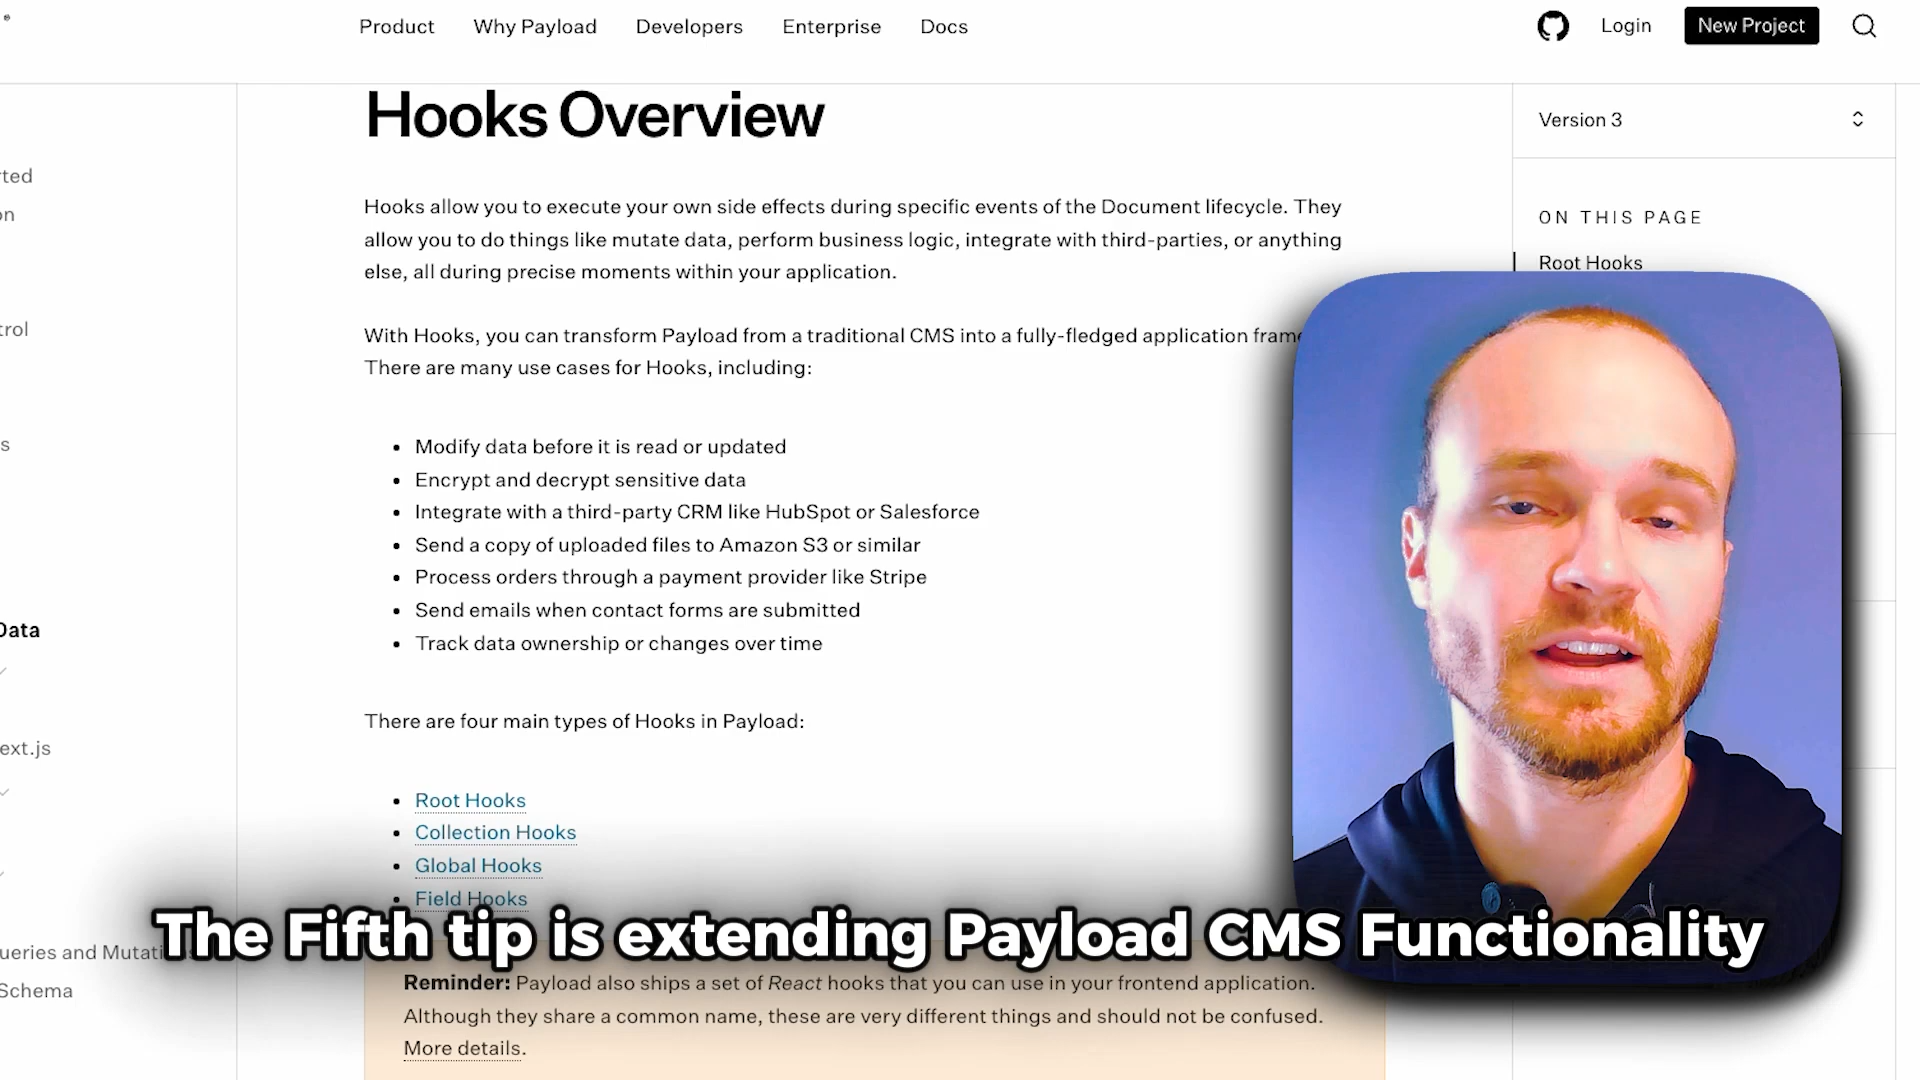 Product Why Payload Developers Enterprise Docs Login New Project
Hooks Overview
Version 3
ON THIS PAGE
Root Hooks
Hooks allow you to execute your own side effects during specific events of the Document lifecycle. They
allow you to do things like mutate data, perform business logic, integrate with third-parties, or anything
else, all during precise moments within your application.
With Hooks, you can transform Payload from a traditional CMS into a fully-fledged application frame
There are many use cases for Hooks, including:
Modify data before it is read or updated
Encrypt and decrypt sensitive data
Integrate with a third-party CRM like HubSpot or Salesforce
Send a copy of uploaded files to Amazon S3 or similar
Process orders through a payment provider like Stripe
Send emails when contact forms are submitted
Track data ownership or changes over time
There are four main types of Hooks in Payload:
Root Hooks
Collection Hooks
Global Hooks
Field Hooks
The Fifth tip is extending Payload CMS Functionality
Reminder: Payload also ships a set of React hooks that you can use in your frontend application.
Although they share a common name, these are very different things and should not be confused.
More details.
rted
on
trol
s
Data
ext.js
ueries and Mutati
Schema